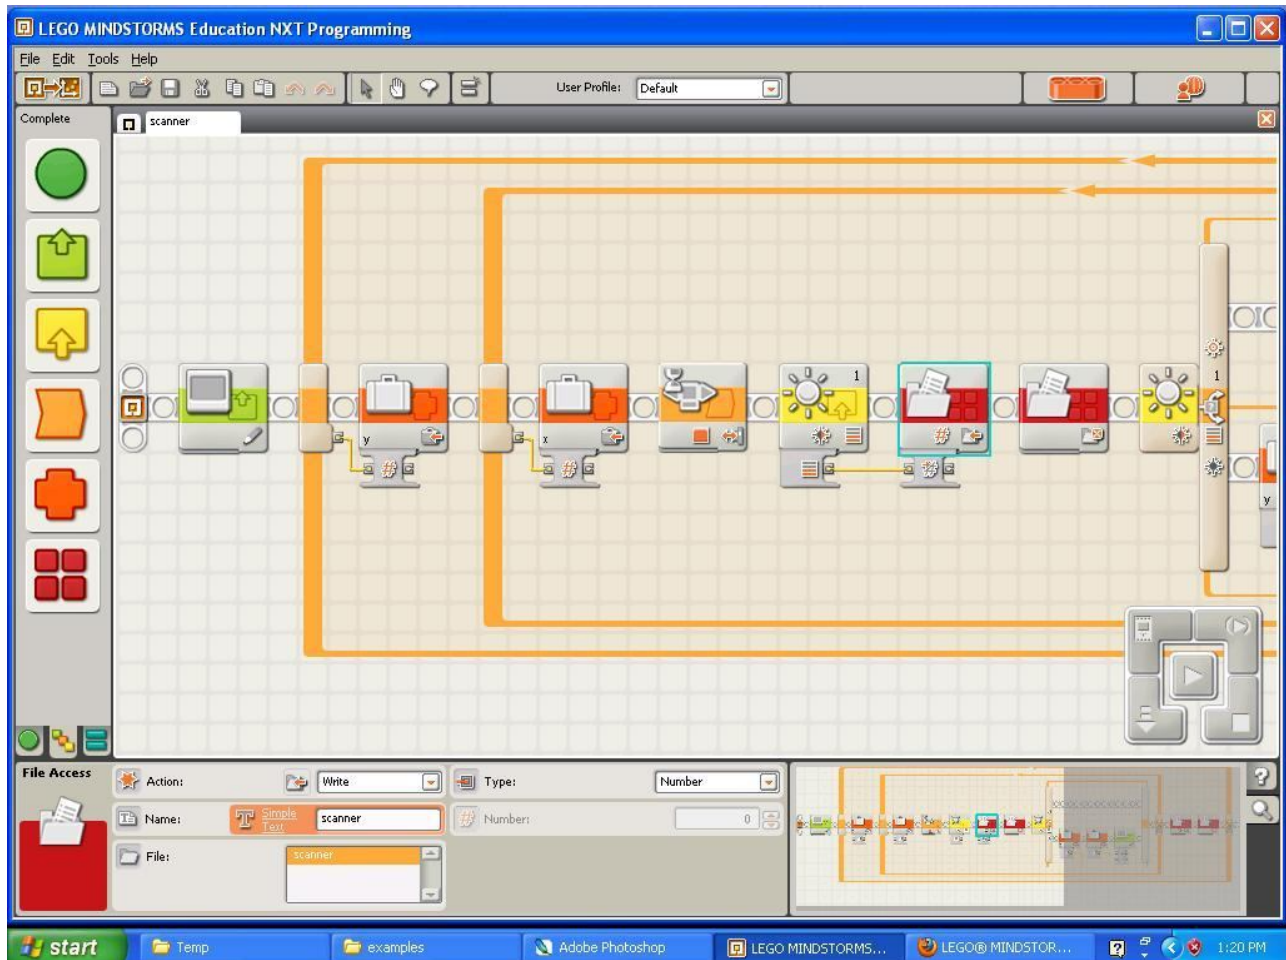 LEGO MINDSTORMS Education NXT Programming
File Edit Tools Help
User Profile: Default
Complete
scanner
1
1
y
x
#
#
#
#
y
File Access
Action: Write
Type: Number
Name: Simple Text scanner
Number: 0
File: scanner
?
start
Temp
examples
Adobe Photoshop
LEGO MINDSTORMS...
LEGO® MINDSTOR...
1:20 PM